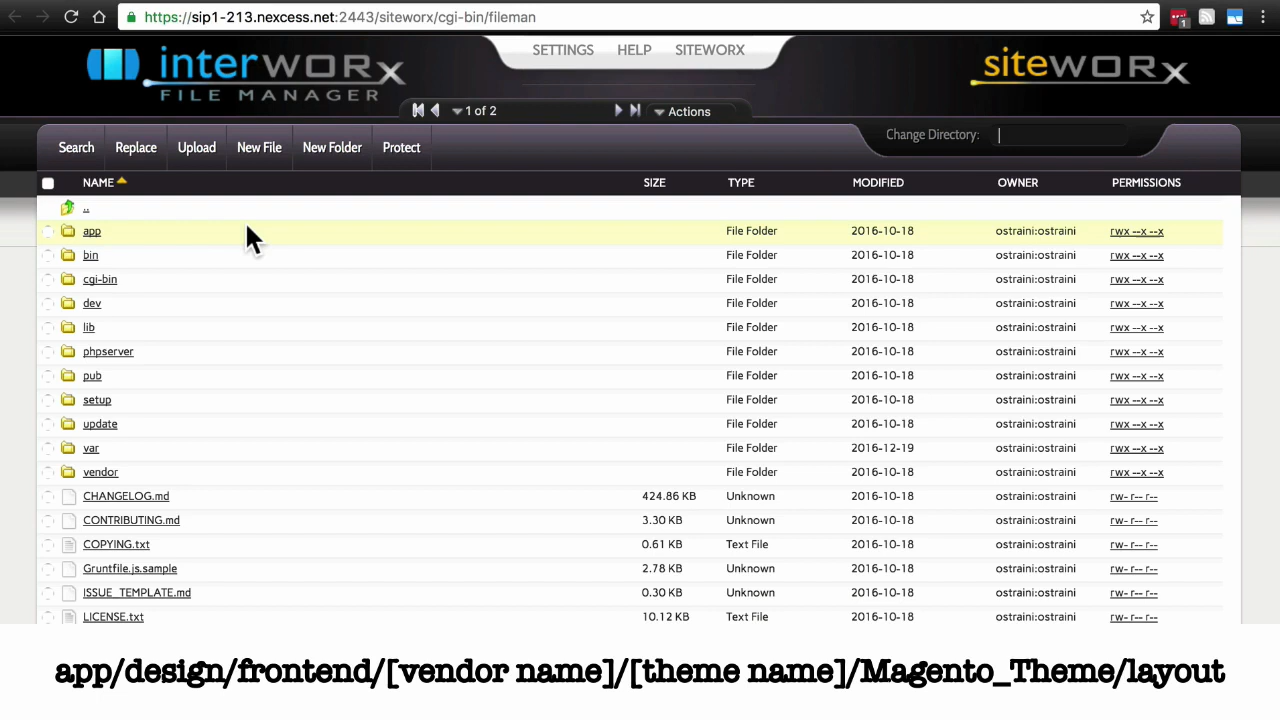 https://sip1-213.nexcess.net:2443/siteworx/cgi-bin/fileman
1
interworx
FILE MANAGER
SETTINGS HELP SITEWORX
siteworx
1 of 2 Actions
Search Replace Upload New File New Folder Protect Change Directory:
NAME SIZE TYPE MODIFIED OWNER PERMISSIONS
..
app File Folder 2016-10-18 ostraini:ostraini rwx --x --x
bin File Folder 2016-10-18 ostraini:ostraini rwx --x --x
cgi-bin File Folder 2016-10-18 ostraini:ostraini rwx --x --x
dev File Folder 2016-10-18 ostraini:ostraini rwx --x --x
lib File Folder 2016-10-18 ostraini:ostraini rwx --x --x
phpserver File Folder 2016-10-18 ostraini:ostraini rwx --x --x
pub File Folder 2016-10-18 ostraini:ostraini rwx --x --x
setup File Folder 2016-10-18 ostraini:ostraini rwx --x --x
update File Folder 2016-10-18 ostraini:ostraini rwx --x --x
var File Folder 2016-12-19 ostraini:ostraini rwx --x --x
vendor File Folder 2016-10-18 ostraini:ostraini rwx --x --x
CHANGELOG.md 424.86 KB Unknown 2016-10-18 ostraini:ostraini rw- r-- r--
CONTRIBUTING.md 3.30 KB Unknown 2016-10-18 ostraini:ostraini rw- r-- r--
COPYING.txt 0.61 KB Text File 2016-10-18 ostraini:ostraini rw- r-- r--
Gruntfile.js.sample 2.78 KB Unknown 2016-10-18 ostraini:ostraini rw- r-- r--
ISSUE_TEMPLATE.md 0.30 KB Unknown 2016-10-18 ostraini:ostraini rw- r-- r--
LICENSE.txt 10.12 KB Text File 2016-10-18 ostraini:ostraini rw- r-- r--
app/design/frontend/[vendor name]/[theme name]/Magento_Theme/layout